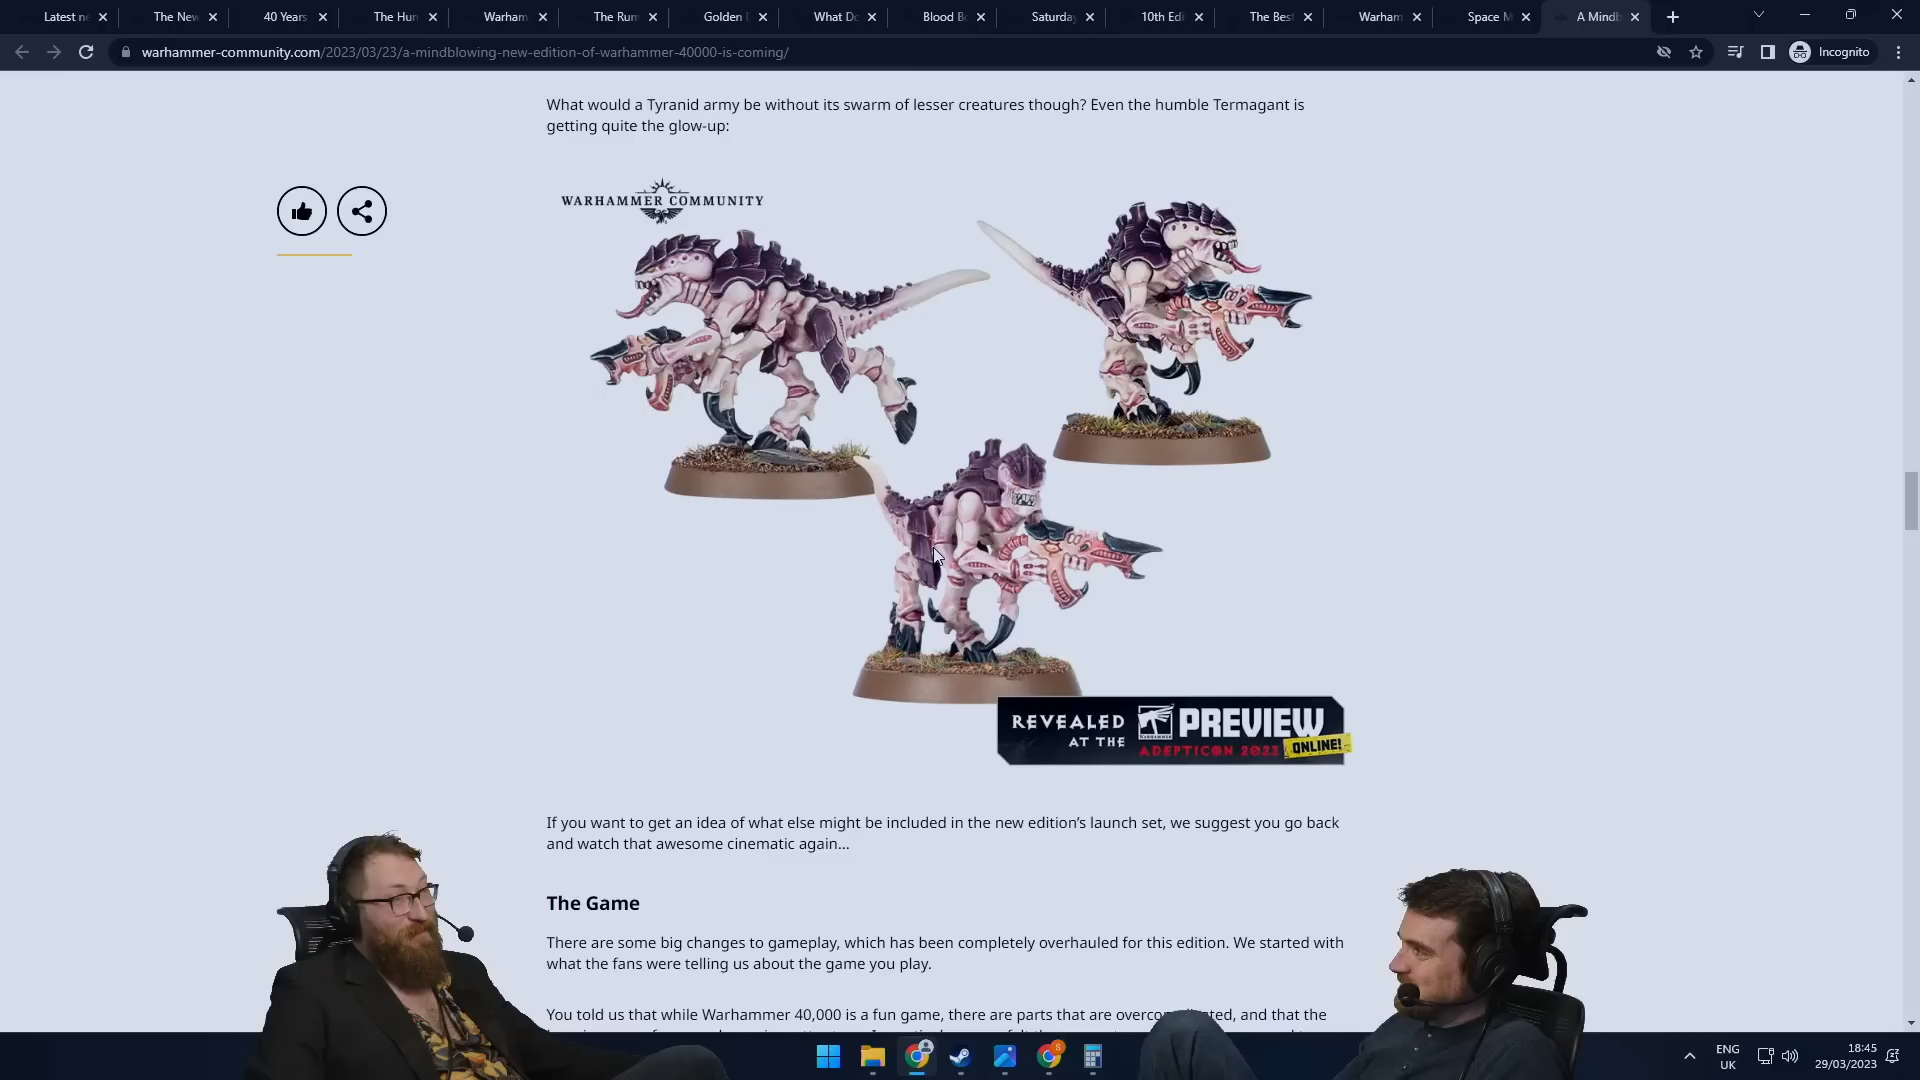 Latest ne
The New
40 Years
The Hun
Warham
The Rum
Golden
What Do
Blood Bo
Saturday
10th Edi
The Best
Warham
Space M
A Mindb
warhammer-community.com/2023/03/23/a-mindblowing-new-edition-of-warhammer-40000-is-coming/
Incognito
What would a Tyranid army be without its swarm of lesser creatures though? Even the humble Termagant is
getting quite the glow-up:
WARHAMMER COMMUNITY
REVEALED
AT THE
WARHAMMER
PREVIEW
ADEPTICON 2023
ONLINE!
If you want to get an idea of what else might be included in the new edition's launch set, we suggest you go back
and watch that awesome cinematic again...
The Game
There are some big changes to gameplay, which has been completely overhauled for this edition. We started with
what the fans were telling us about the game you play.
You told us that while Warhammer 40,000 is a fun game, there are parts that are and that the
S
ENG
UK
18:45
29/03/2023